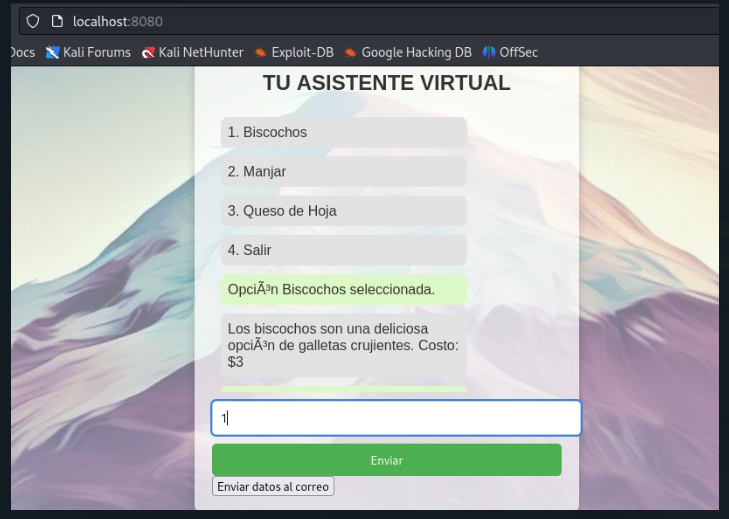 localhost:8080
Docs Kali Forums Kali NetHunter Exploit-DB Google Hacking DB OffSec
TU ASISTENTE VIRTUAL
1. Biscochos
2. Manjar
3. Queso de Hoja
4. Salir
OpciÃ³n Biscochos seleccionada.
Los biscochos son una deliciosa
opciÃ³n de galletas crujientes. Costo:
$3
1
Enviar
Enviar datos al correo